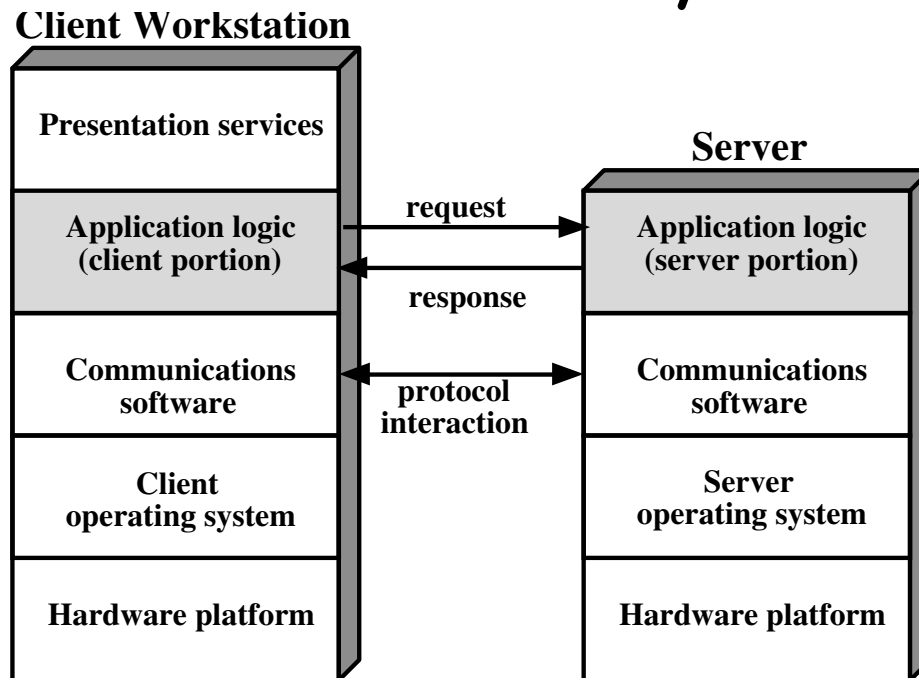 Client Workstation
Presentation services
Application logic
(client portion)
Communications
software
Client
operating system
Hardware platform
request
response
protocol
interaction
Server
Application logic
(server portion)
Communications
software
Server
operating system
Hardware platform